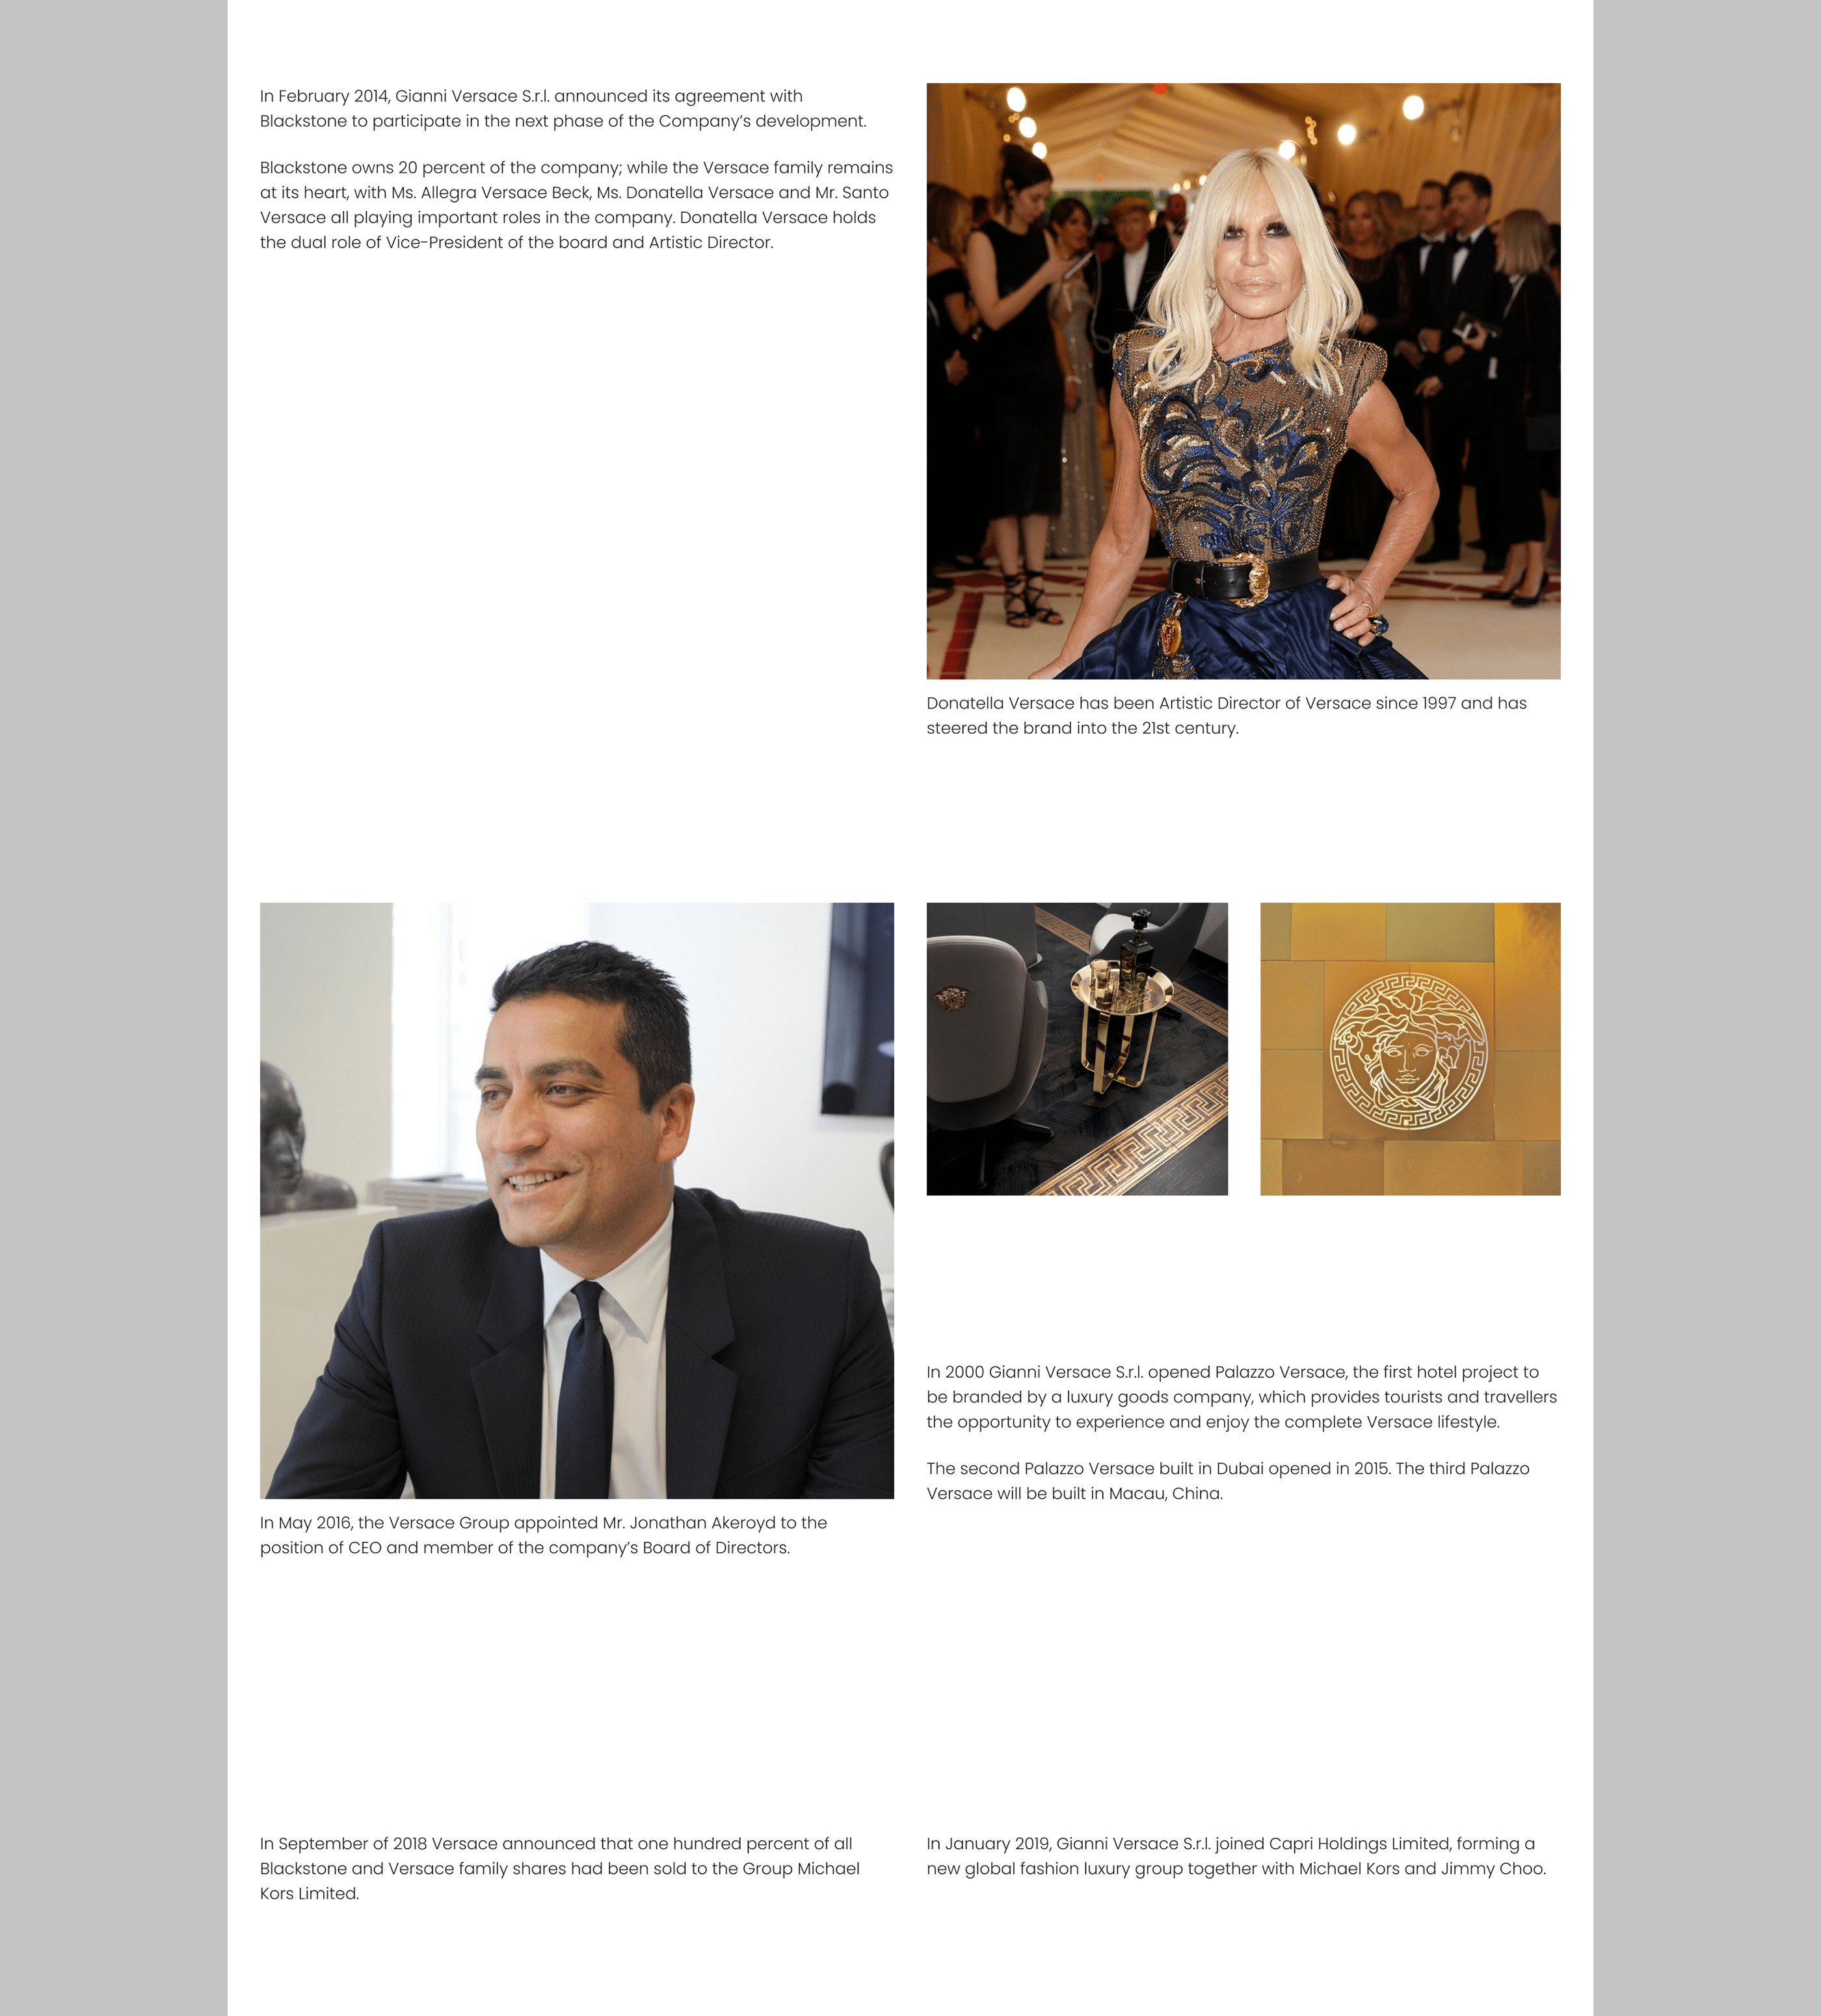 In February 2014, Gianni Versace S.r.l. announced its agreement with
Blackstone to participate in the next phase of the Company’s development.
Blackstone owns 20 percent of the company; while the Versace family remains
at its heart, with Ms. Allegra Versace Beck, Ms. Donatella Versace and Mr. Santo
Versace all playing important roles in the company. Donatella Versace holds
the dual role of Vice-President of the board and Artistic Director.
Donatella Versace has been Artistic Director of Versace since 1997 and has
steered the brand into the 21st century.
In May 2016, the Versace Group appointed Mr. Jonathan Akeroyd to the
position of CEO and member of the company’s Board of Directors.
In 2000 Gianni Versace S.r.l. opened Palazzo Versace, the first hotel project to
be branded by a luxury goods company, which provides tourists and travellers
the opportunity to experience and enjoy the complete Versace lifestyle.
The second Palazzo Versace built in Dubai opened in 2015. The third Palazzo
Versace will be built in Macau, China.
In September of 2018 Versace announced that one hundred percent of all
Blackstone and Versace family shares had been sold to the Group Michael
Kors Limited.
In January 2019, Gianni Versace S.r.l. joined Capri Holdings Limited, forming a
new global fashion luxury group together with Michael Kors and Jimmy Choo.